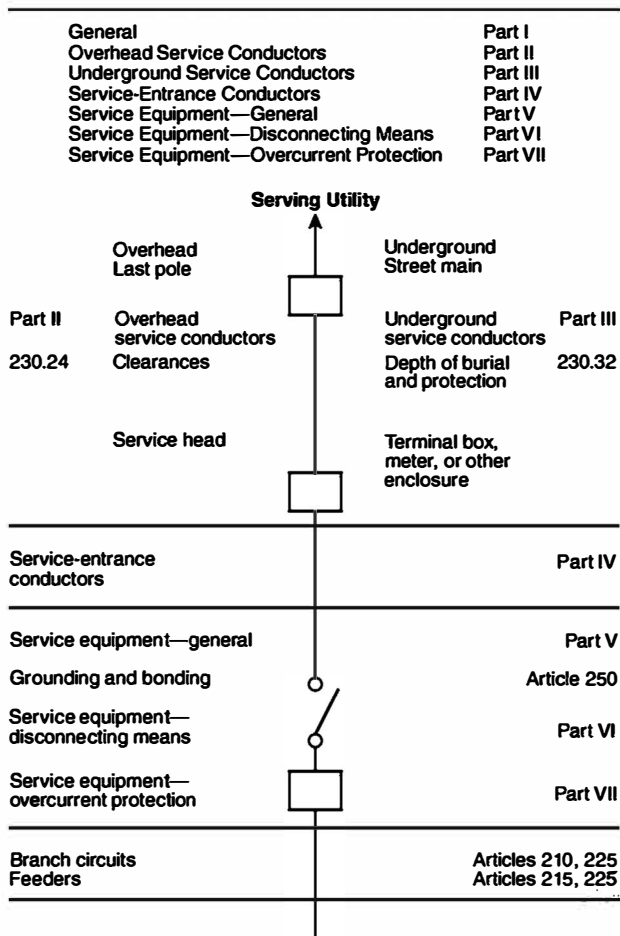 General Part I
Overhead Service Conductors Part II
Underground Service Conductors Part III
Service-Entrance Conductors Part IV
Service Equipment—General Part V
Service Equipment—Disconnecting Means Part VI
Service Equipment—Overcurrent Protection Part VII
Serving Utility
Overhead
Last pole
Underground
Street main
Part II
Overhead
service conductors
Underground
service conductors
Part III
230.24
Clearances
Depth of burial
and protection
230.32
Service head
Terminal box,
meter, or other
enclosure
Service-entrance
conductors
Part IV
Service equipment—general Part V
Grounding and bonding Article 250
Service equipment—
disconnecting means
Part VI
Service equipment—
overcurrent protection
Part VII
Branch circuits Articles 210, 225
Feeders Articles 215, 225